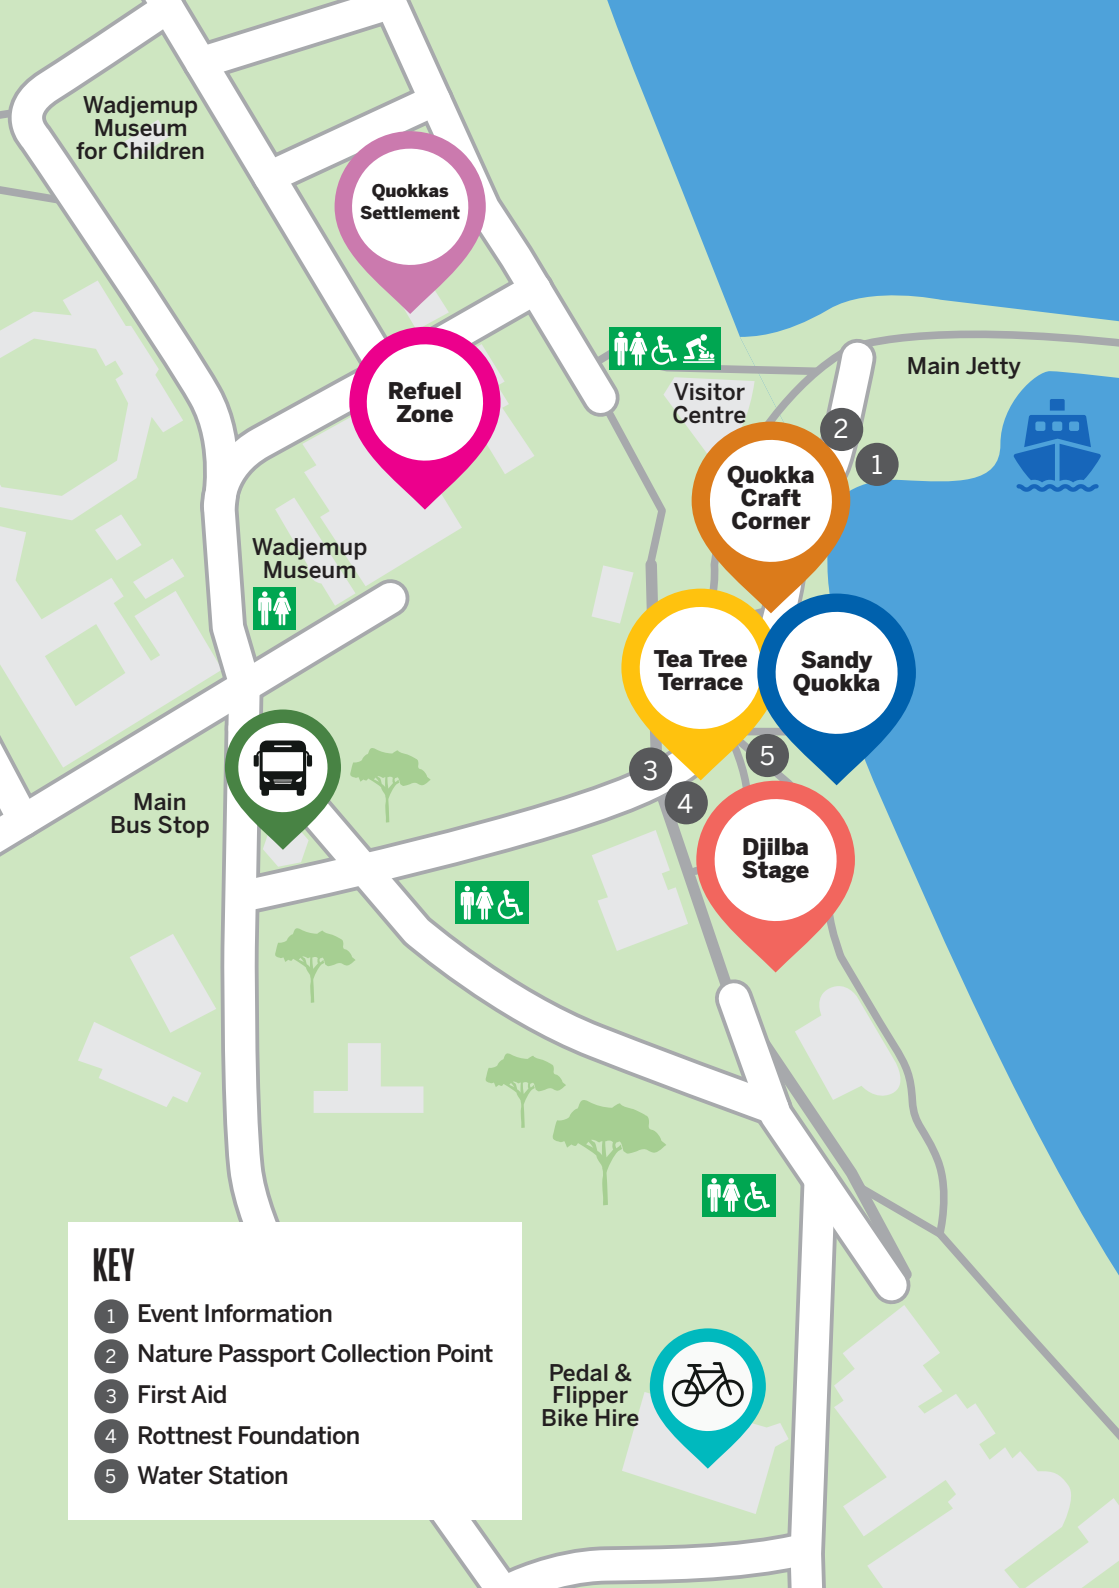 Wadjemup
Museum
for Children
Quokkas
Settlement
Refuel
Zone
Visitor
Centre
Main Jetty
2
1
Quokka
Craft
Corner
Wadjemup
Museum
Tea Tree
Terrace
Sandy
Quokka
3
5
4
Main
Bus Stop
Djilba
Stage
KEY
1 Event Information
2 Nature Passport Collection Point
3 First Aid
4 Rottnest Foundation
5 Water Station
Pedal &
Flipper
Bike Hire